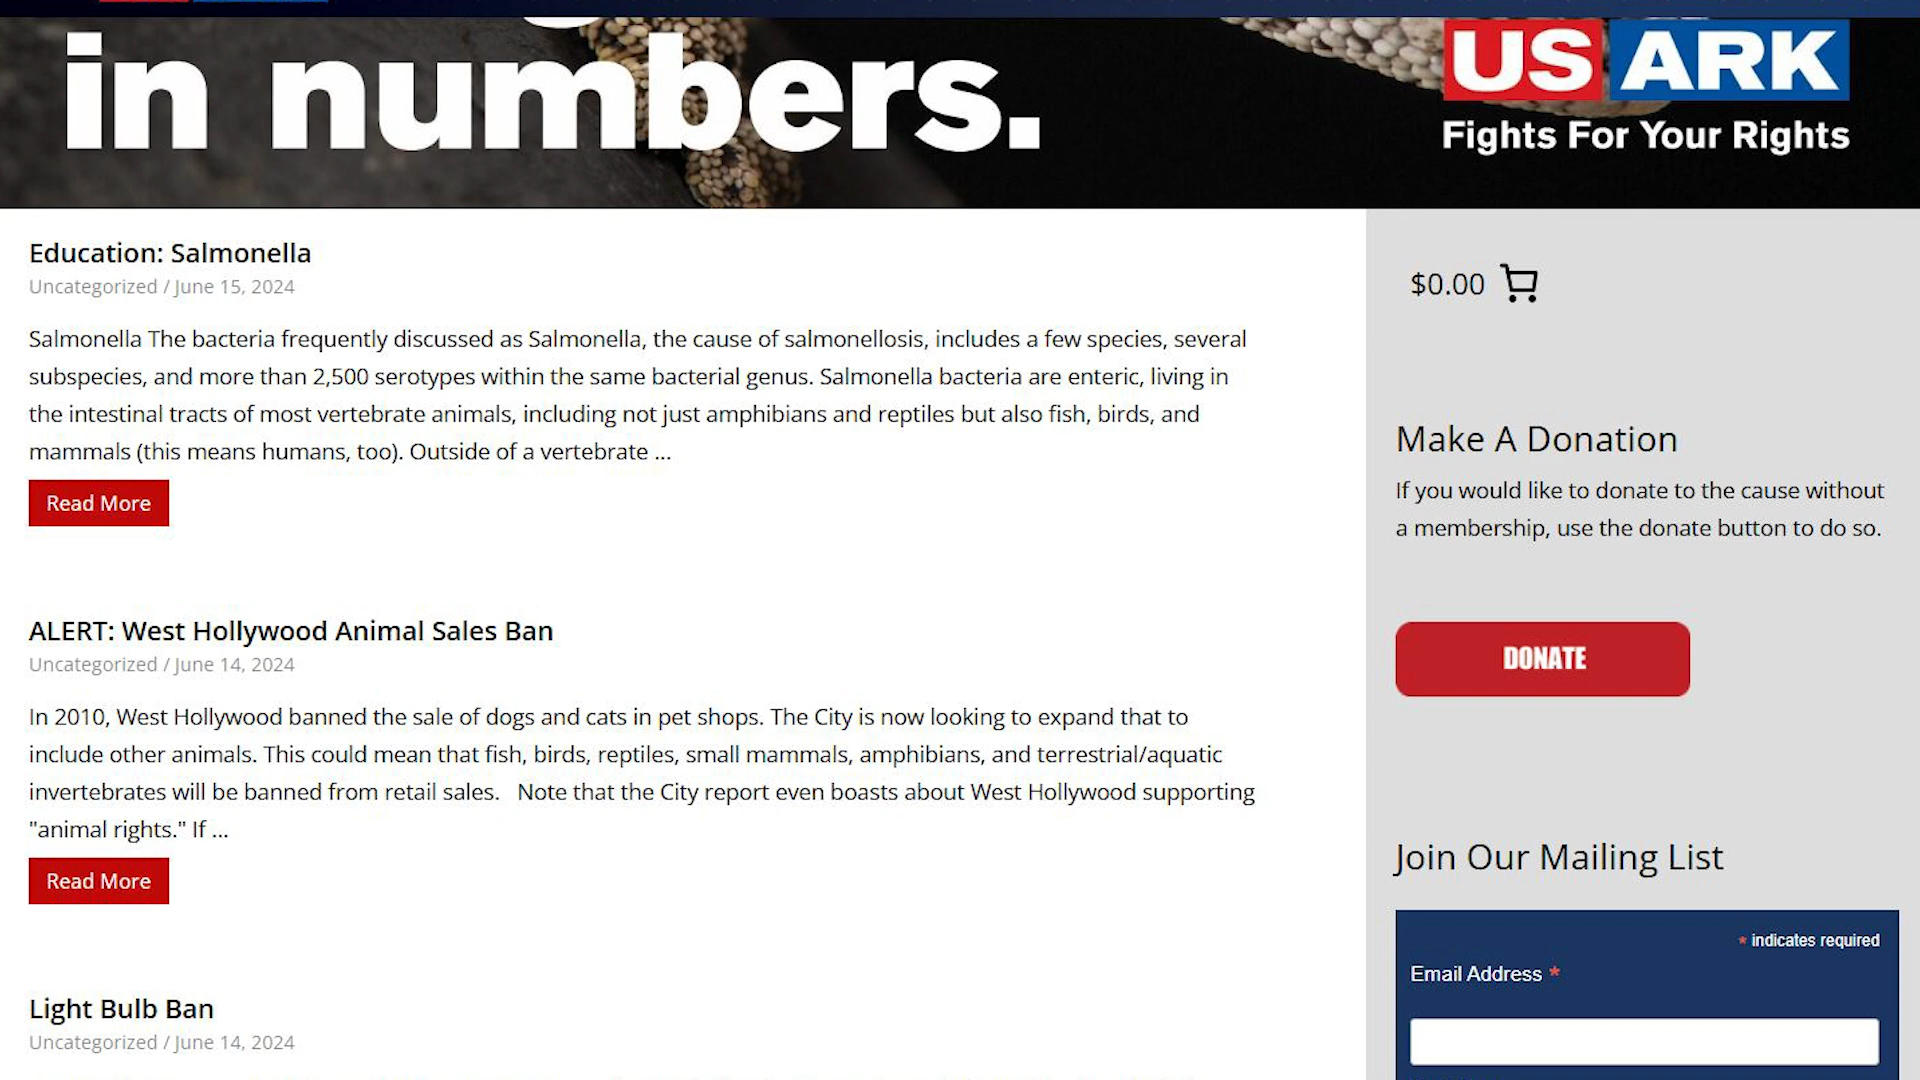 in numbers.
US ARK
Fights For Your Rights
Education: Salmonella
Uncategorized / June 15, 2024
Salmonella The bacteria frequently discussed as Salmonella, the cause of salmonellosis, includes a few species, several
subspecies, and more than 2,500 serotypes within the same bacterial genus. Salmonella bacteria are enteric, living in
the intestinal tracts of most vertebrate animals, including not just amphibians and reptiles but also fish, birds, and
mammals (this means humans, too). Outside of a vertebrate ...
Read More
ALERT: West Hollywood Animal Sales Ban
Uncategorized / June 14, 2024
In 2010, West Hollywood banned the sale of dogs and cats in pet shops. The City is now looking to expand that to
include other animals. This could mean that fish, birds, reptiles, small mammals, amphibians, and terrestrial/aquatic
invertebrates will be banned from retail sales.   Note that the City report even boasts about West Hollywood supporting
"animal rights." If ...
Read More
Light Bulb Ban
Uncategorized / June 14, 2024
$0.00
Make A Donation
If you would like to donate to the cause without
a membership, use the donate button to do so.
DONATE
Join Our Mailing List
* indicates required
Email Address *